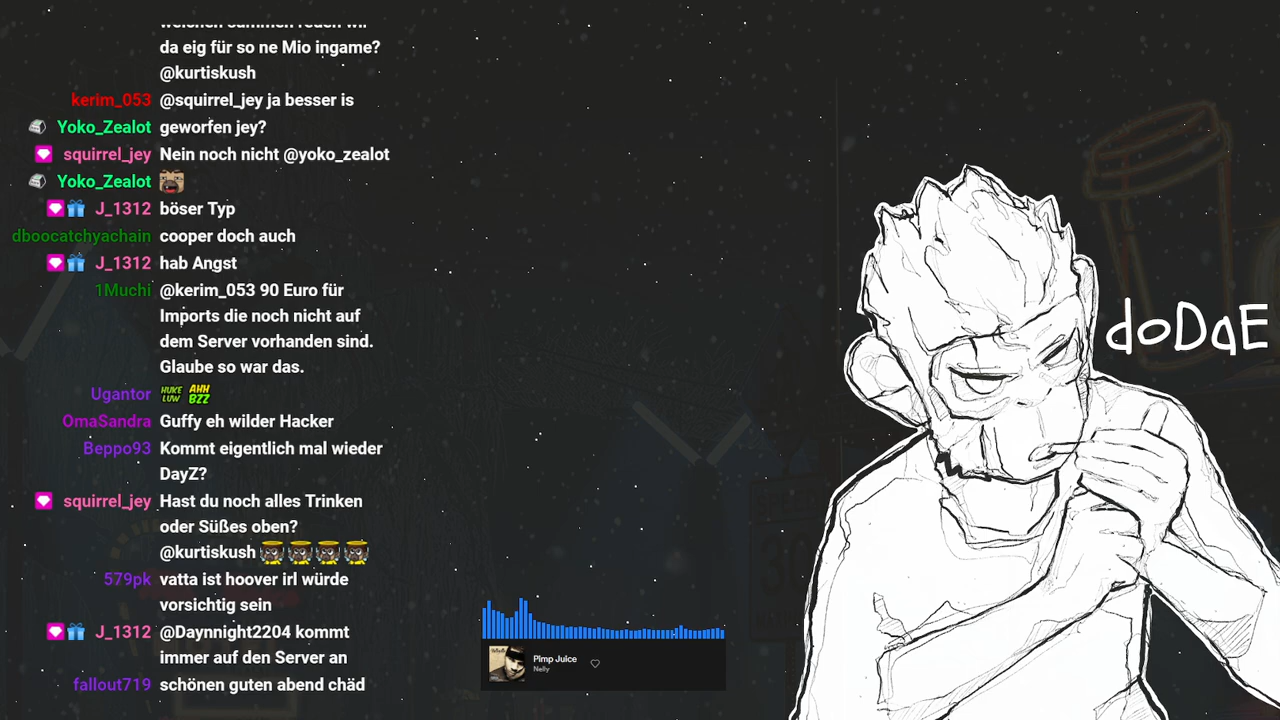 da eig für so ne Mio ingame?
@kurtiskush
kerim_053 @squirrel_jey ja besser is
Yoko_Zealot geworfen jey?
squirrel_jey Nein noch nicht @yoko_zealot
Yoko_Zealot
J_1312 böser Typ
dboocatchyachain cooper doch auch
J_1312 hab Angst
1Muchi @kerim_053 90 Euro für
Imports die noch nicht auf
dem Server vorhanden sind.
Glaube so war das.
Ugantor HUKE LUW AHH BZZ
OmaSandra Guffy eh wilder Hacker
Beppo93 Kommt eigentlich mal wieder
DayZ?
squirrel_jey Hast du noch alles Trinken
oder Süßes oben?
@kurtiskush
579pk vatta ist hoover irl würde
vorsichtig sein
J_1312 @Daynnight2204 kommt
immer auf den Server an
fallout719 schönen guten abend chäd
doDaE
Pimp Juice
Nelly